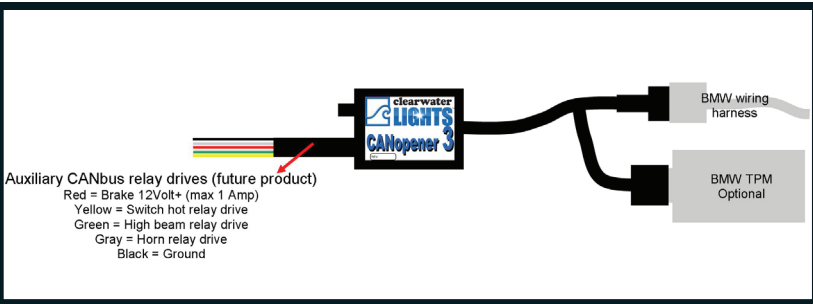 clearwater
LIGHTS
CANopener 3
BMW wiring
harness
BMW TPM
Optional
Auxiliary CANbus relay drives (future product)
Red = Brake 12Volt+ (max 1 Amp)
Yellow = Switch hot relay drive
Green = High beam relay drive
Gray = Horn relay drive
Black = Ground